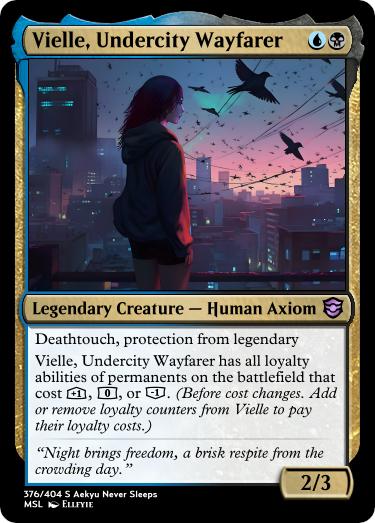 Vielle, Undercity Wayfarer
Legendary Creature — Human Axiom
Deathtouch, protection from legendary
Vielle, Undercity Wayfarer has all loyalty
abilities of permanents on the battlefield that
cost +1, 0, or -1. (Before cost changes. Add
or remove loyalty counters from Vielle to pay
their loyalty costs.)
“Night brings freedom, a brisk respite from the
crowding day.”
2/3
376/404 S Aekyu Never Sleeps
MSL Ellfyie